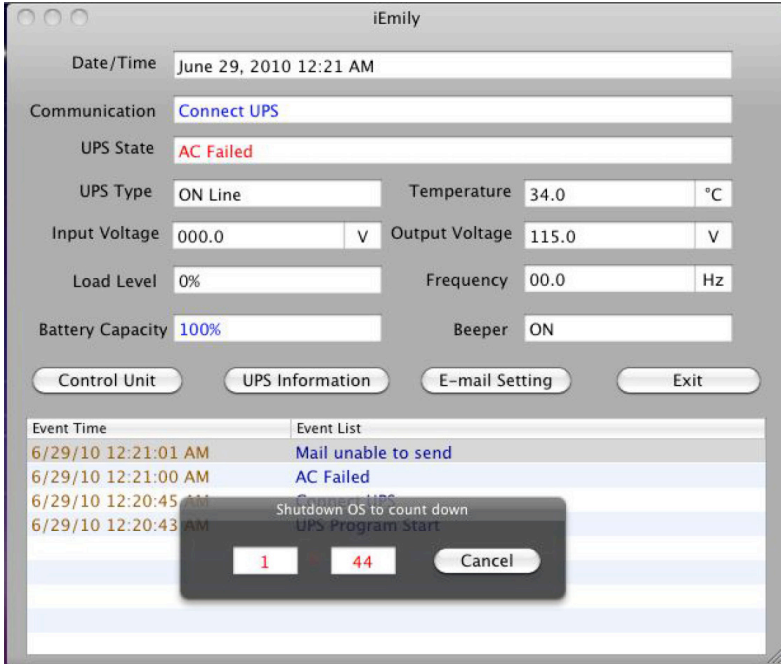 iEmily
Date/Time June 29, 2010 12:21 AM
Communication Connect UPS
UPS State AC Failed
UPS Type ON Line Temperature 34.0 °C
Input Voltage 000.0 V Output Voltage 115.0 V
Load Level 0% Frequency 00.0 Hz
Battery Capacity 100% Beeper ON
Control Unit UPS Information E-mail Setting Exit
Event Time Event List
6/29/10 12:21:01 AM Mail unable to send
6/29/10 12:21:00 AM AC Failed
6/29/10 12:20:45 AM Connect UPS
Shutdown OS to count down
6/29/10 12:20:43 AM UPS Program Start
1 : 44 Cancel